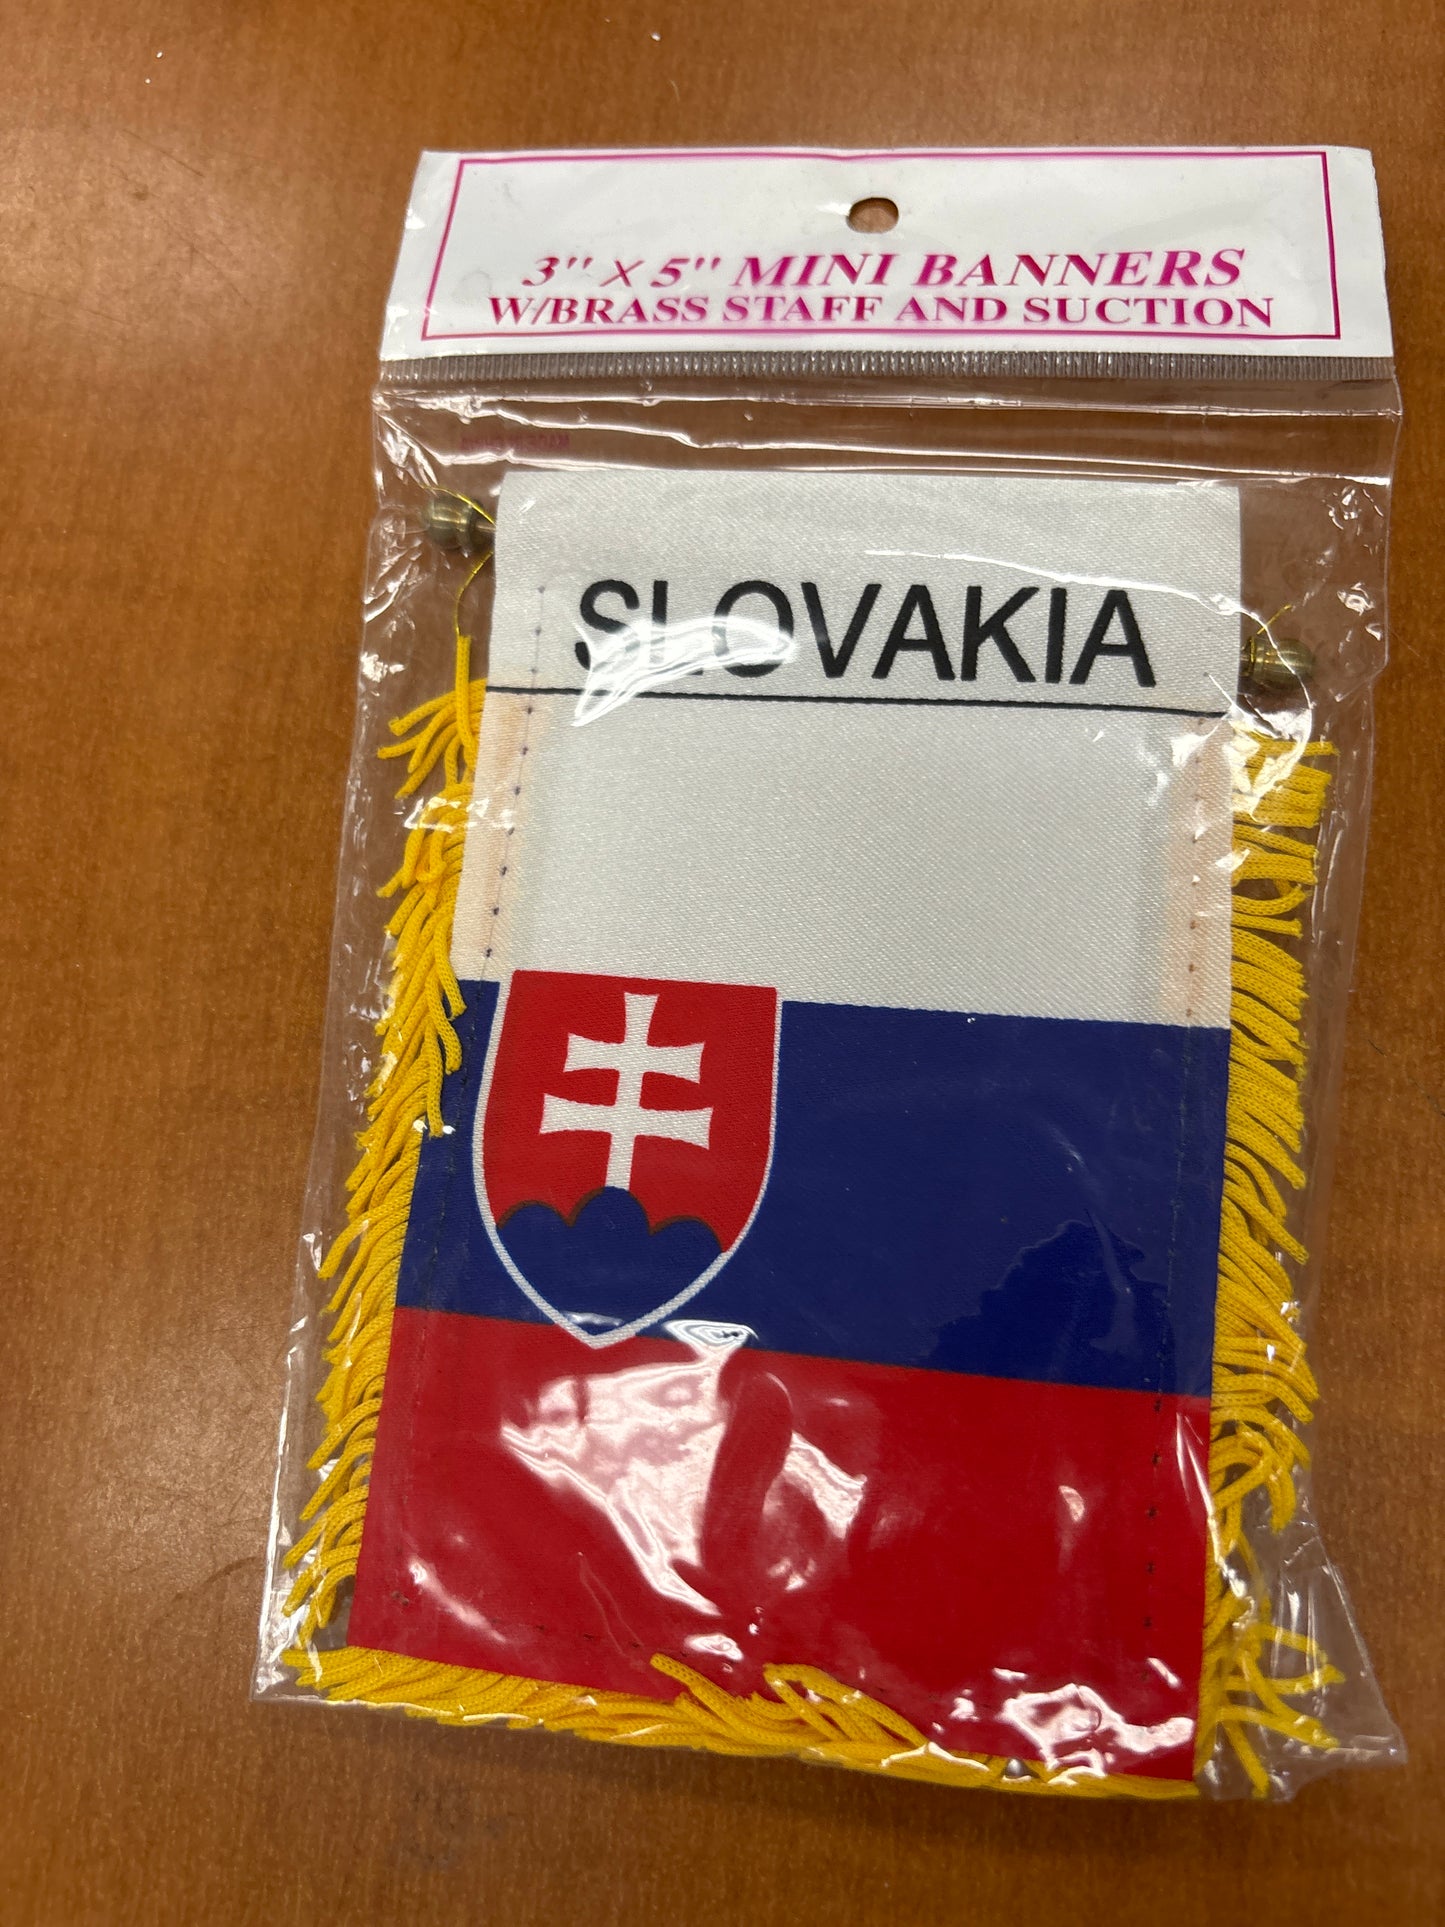 3" X 5" MINI BANNERS
W/BRASS STAFF AND SUCTION
SLOVAKIA